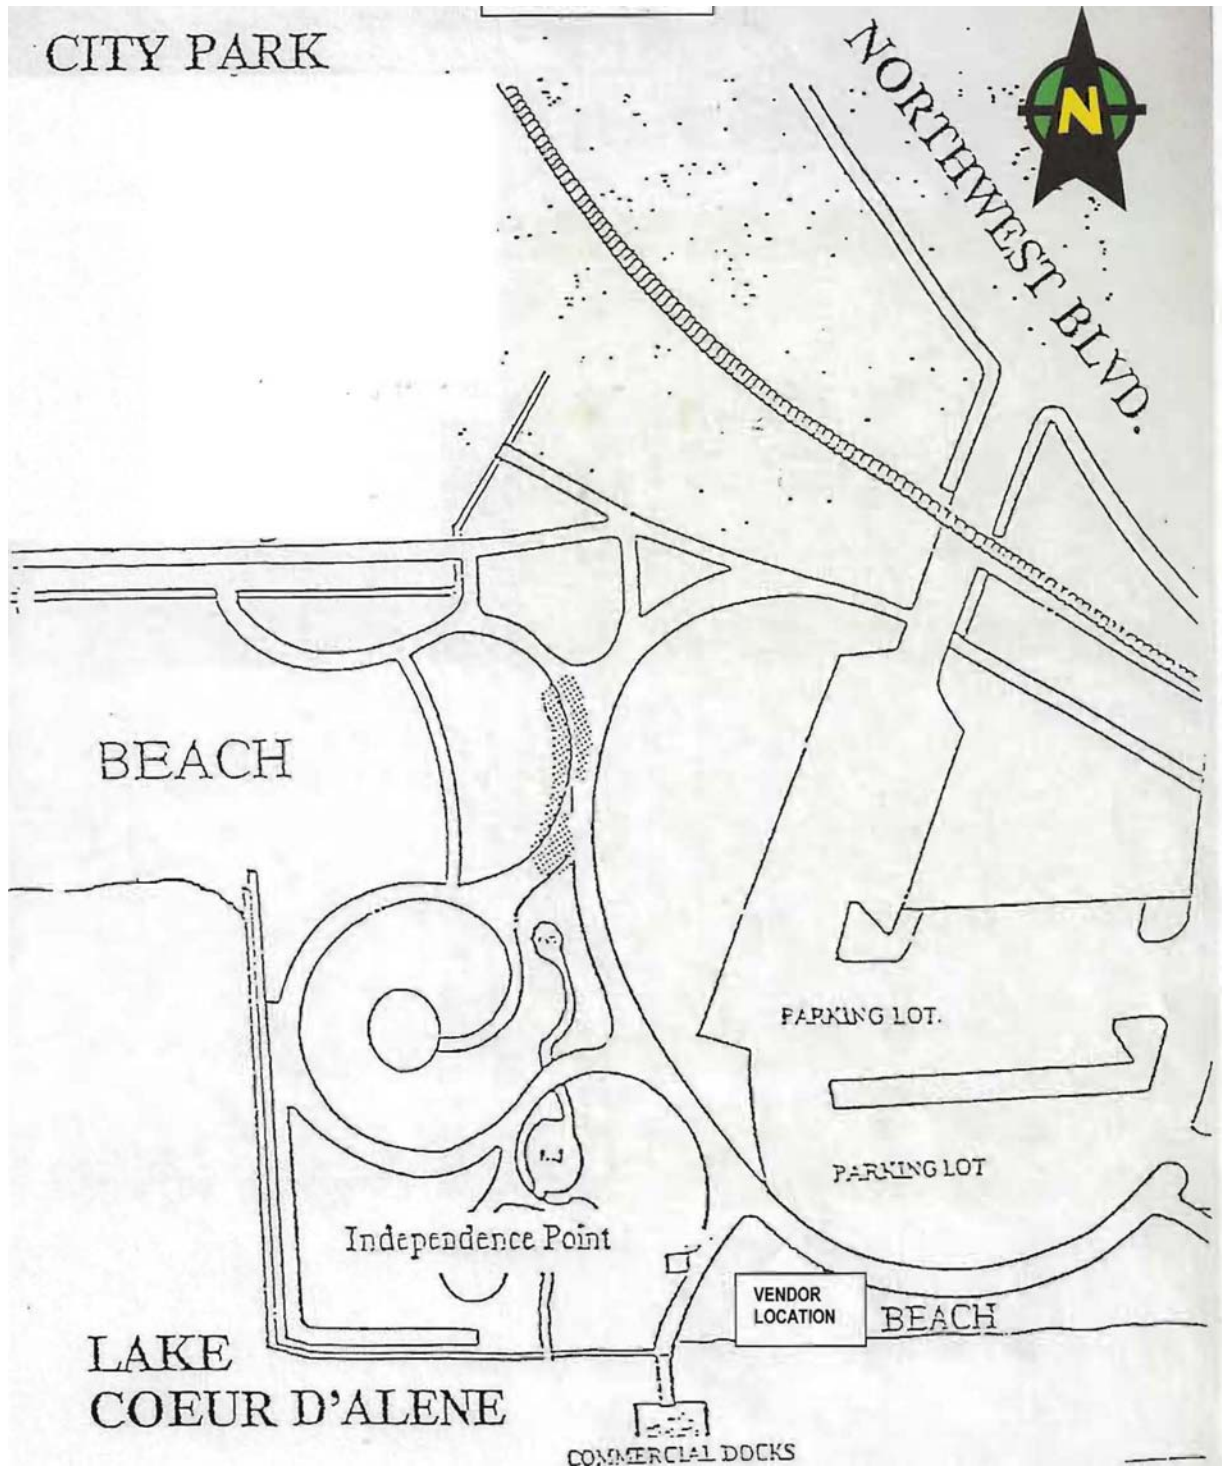 CITY PARK
NORTHWEST BLVD.
N
BEACH
PARKING LOT.
PARKING LOT
Independence Point
VENDOR
LOCATION
BEACH
LAKE
COEUR D'ALENE
COMMERCIAL DOCKS